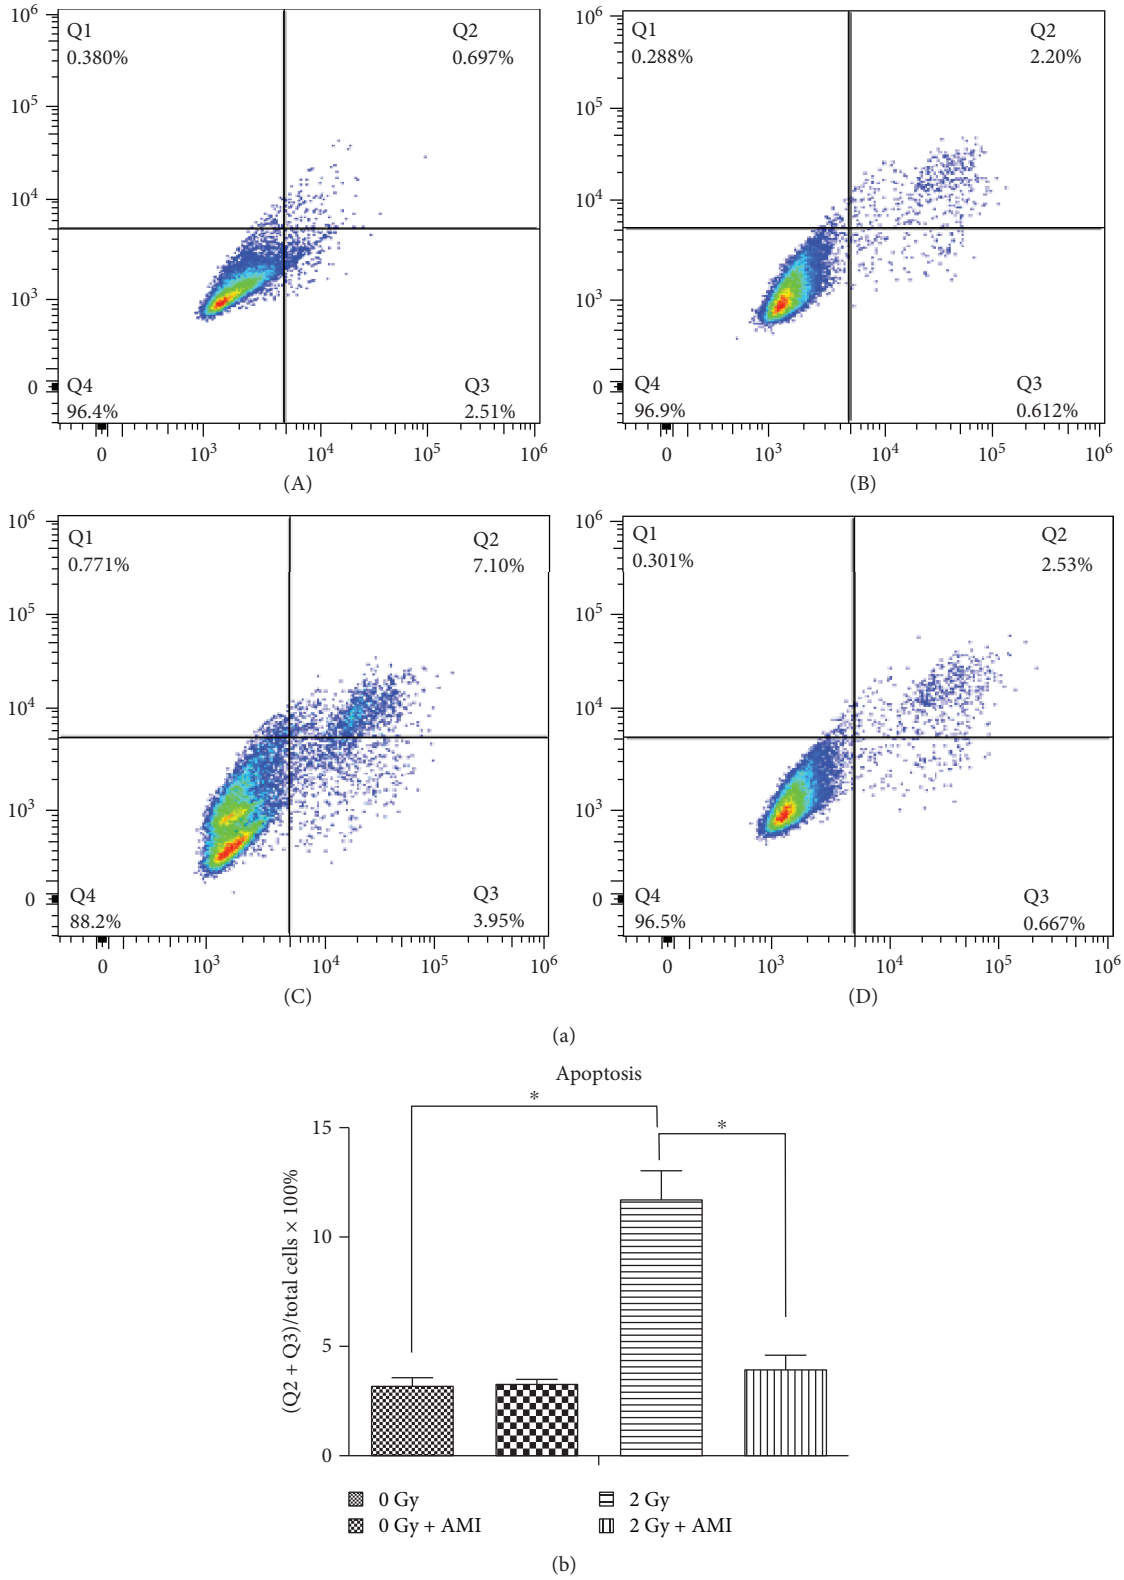 10⁶
Q1
0.380%
Q2
0.697%
10⁵
10⁴
10³
0
Q4
96.4%
Q3
2.51%
0 10³ 10⁴ 10⁵ 10⁶
(A)
10⁶
Q1
0.288%
Q2
2.20%
10⁵
10⁴
10³
0
Q4
96.9%
Q3
0.612%
0 10³ 10⁴ 10⁵ 10⁶
(B)
10⁶
Q1
0.771%
Q2
7.10%
10⁵
10⁴
10³
0
Q4
88.2%
Q3
3.95%
0 10³ 10⁴ 10⁵ 10⁶
(C)
10⁶
Q1
0.301%
Q2
2.53%
10⁵
10⁴
10³
0
Q4
96.5%
Q3
0.667%
0 10³ 10⁴ 10⁵ 10⁶
(D)
(a)
Apoptosis
*
*
15
10
5
0
(Q2 + Q3)/total cells × 100%
0 Gy
0 Gy + AMI
2 Gy
2 Gy + AMI
(b)